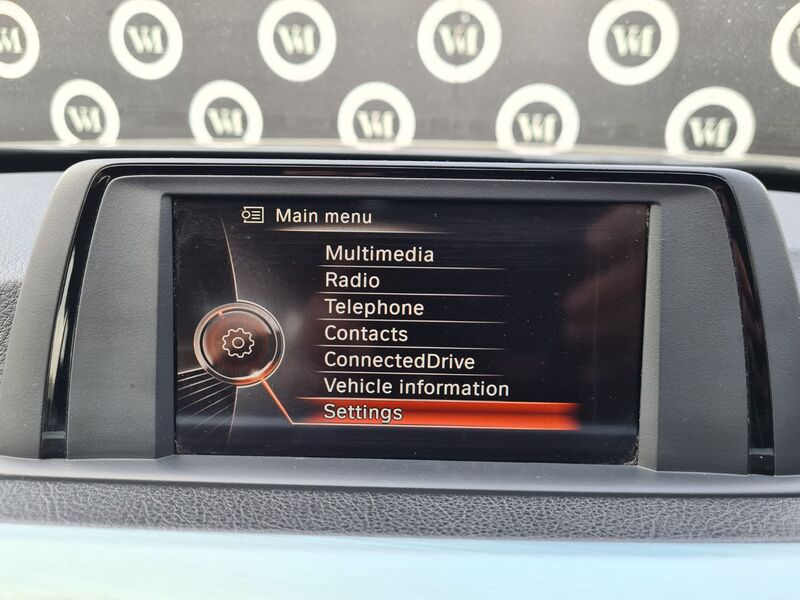 Main menu
Multimedia
Radio
Telephone
Contacts
ConnectedDrive
Vehicle information
Settings